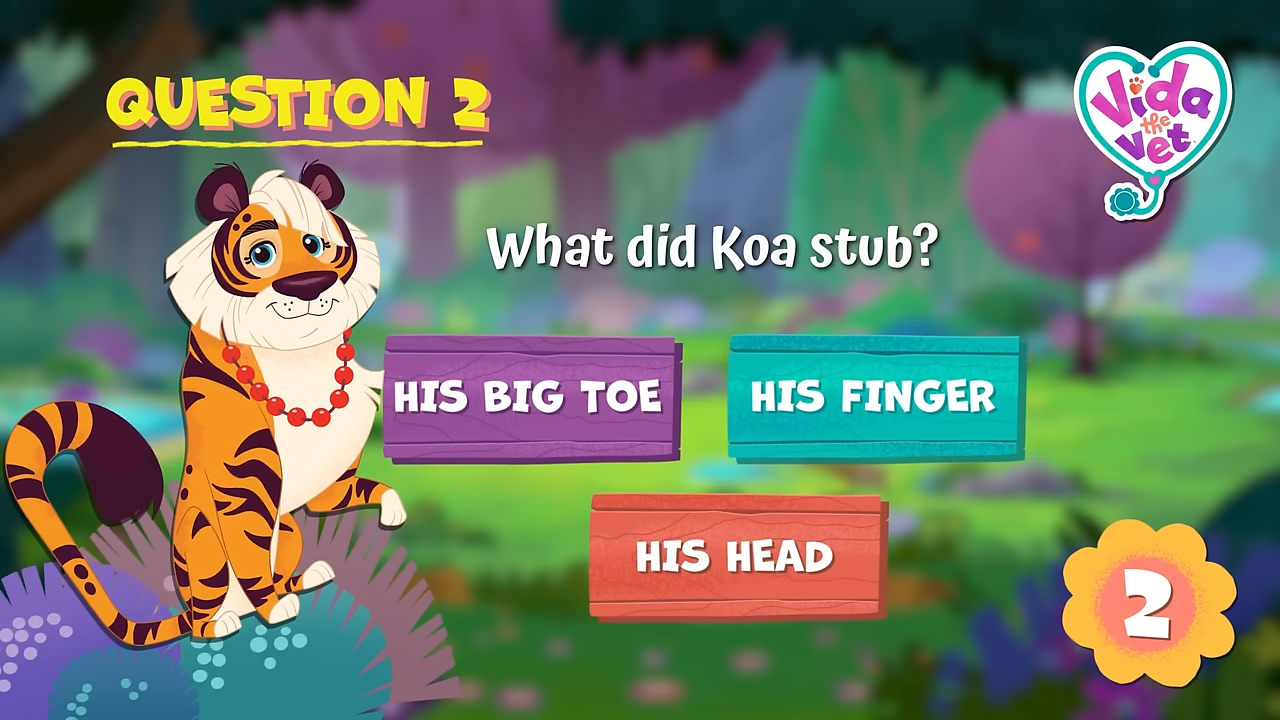 QUESTION 2
Vida
the
Vet
What did Koa stub?
HIS BIG TOE
HIS FINGER
HIS HEAD
2